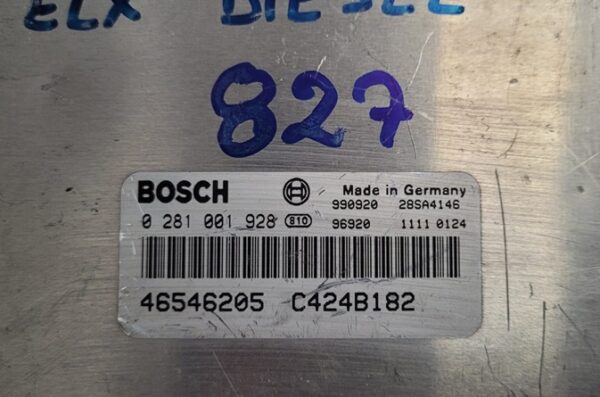 ELX DIESEL
827
BOSCH Made in Germany
990920 28SA4146
0 281 001 928 810 96920 1111 0124
46546205 C424B182